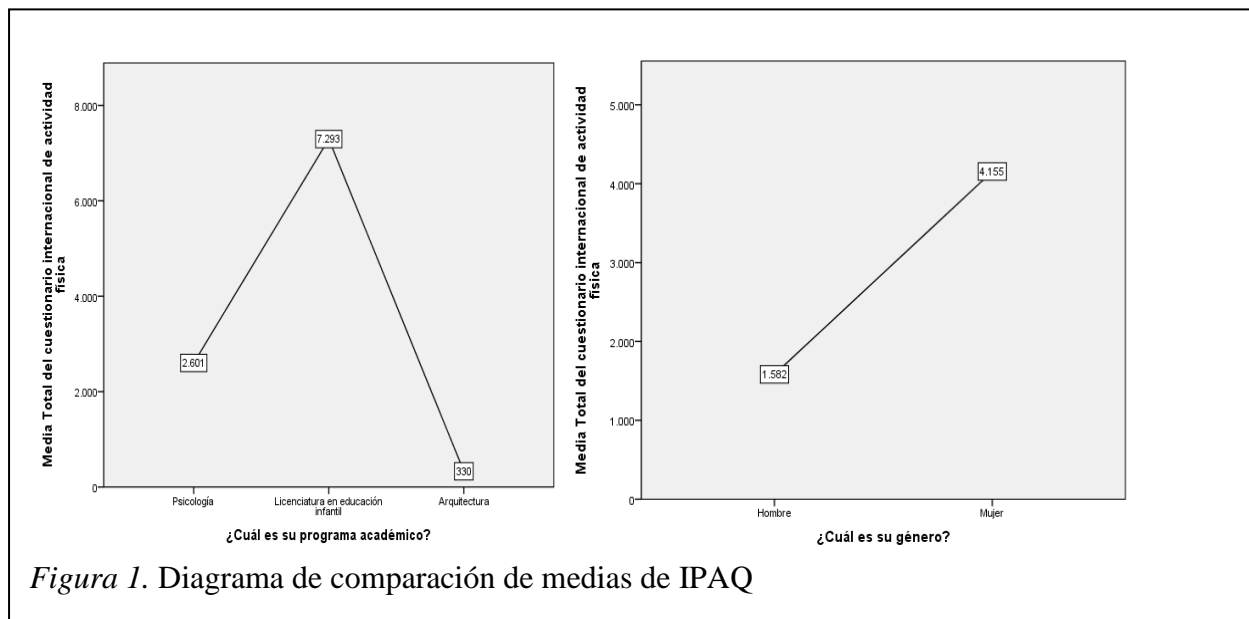 Media Total del cuestionario internacional de actividad
física
8.000
6.000
4.000
2.000
0
7.293
2.601
330
Psicología
Licenciatura en educación
infantil
Arquitectura
¿Cuál es su programa académico?
Media Total del cuestionario internacional de actividad
física
5.000
4.000
3.000
2.000
1.000
0
4.155
1.582
Hombre
Mujer
¿Cuál es su género?
Figura 1. Diagrama de comparación de medias de IPAQ